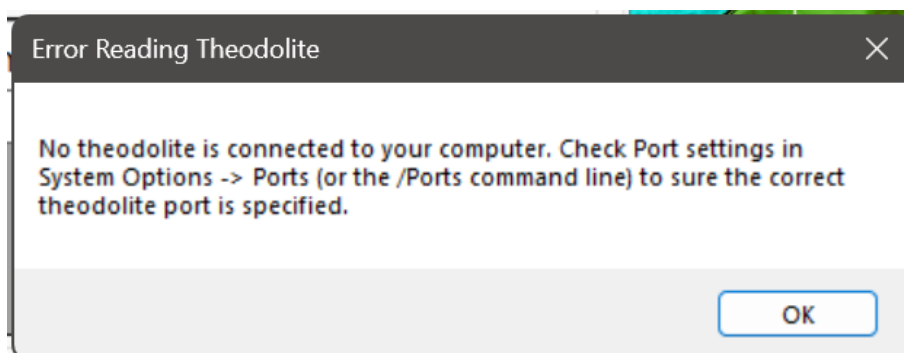 Error Reading Theodolite
No theodolite is connected to your computer. Check Port settings in
System Options -> Ports (or the /Ports command line) to sure the correct
theodolite port is specified.
OK